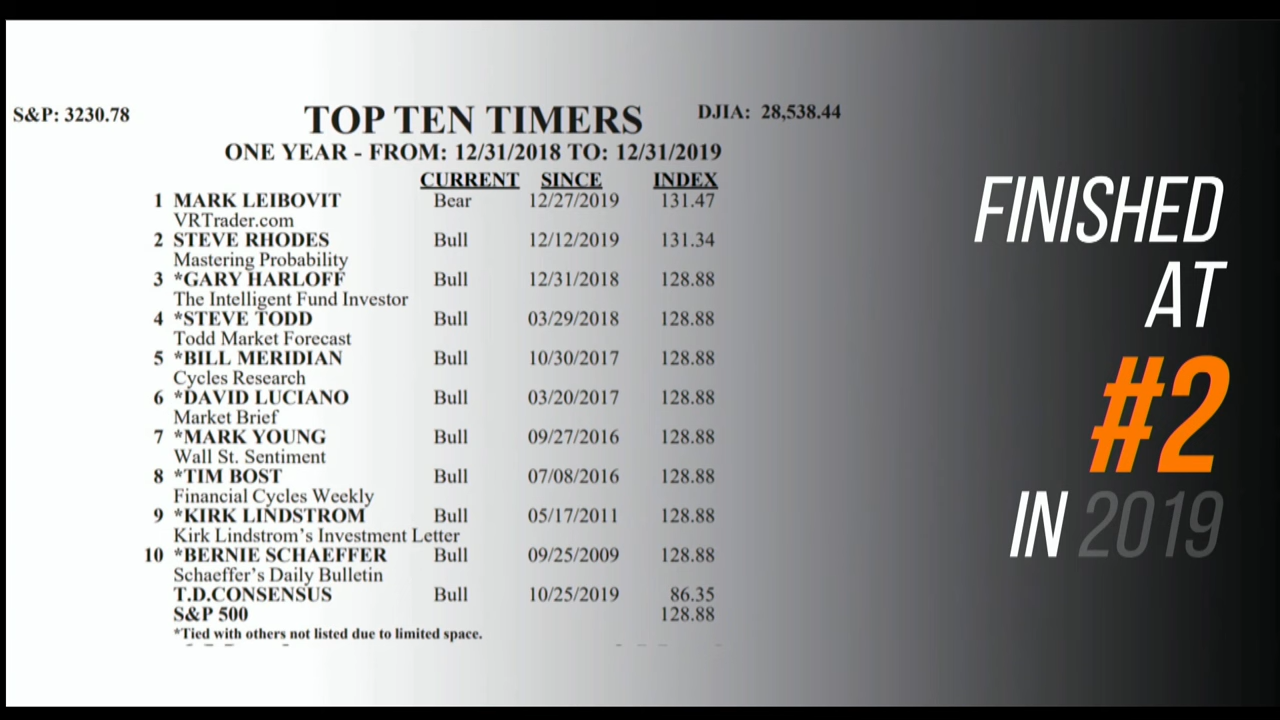 S&P: 3230.78
TOP TEN TIMERS
DJIA: 28,538.44
ONE YEAR - FROM: 12/31/2018 TO: 12/31/2019
CURRENT SINCE INDEX
1 MARK LEIBOVIT Bear 12/27/2019 131.47
VRTrader.com
2 STEVE RHODES Bull 12/12/2019 131.34
Mastering Probability
3 *GARY HARLOFF Bull 12/31/2018 128.88
The Intelligent Fund Investor
4 *STEVE TODD Bull 03/29/2018 128.88
Todd Market Forecast
5 *BILL MERIDIAN Bull 10/30/2017 128.88
Cycles Research
6 *DAVID LUCIANO Bull 03/20/2017 128.88
Market Brief
7 *MARK YOUNG Bull 09/27/2016 128.88
Wall St. Sentiment
8 *TIM BOST Bull 07/08/2016 128.88
Financial Cycles Weekly
9 *KIRK LINDSTROM Bull 05/17/2011 128.88
Kirk Lindstrom's Investment Letter
10 *BERNIE SCHAEFFER Bull 09/25/2009 128.88
Schaeffer's Daily Bulletin
T.D.CONSENSUS Bull 10/25/2019 86.35
S&P 500 128.88
*Tied with others not listed due to limited space.
FINISHED
AT
#2
IN 2019